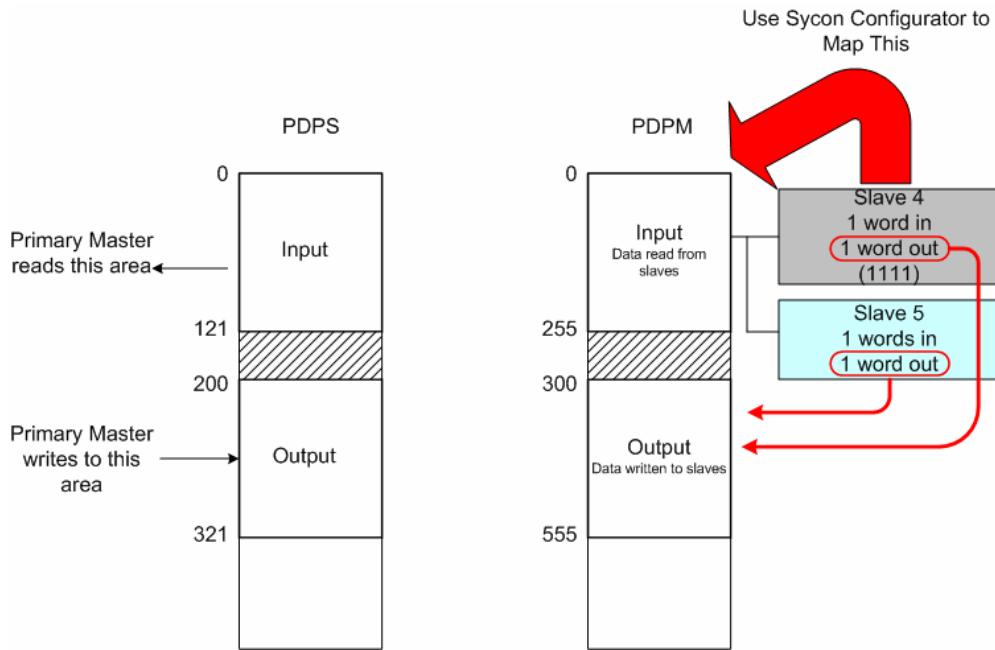 Use Sycon Configurator to
Map This
PDPS
PDPM
0
Input
121
200
Output
321
Primary Master
reads this area
Primary Master
writes to this
area
0
Input
Data read from
slaves
255
300
Output
Data written to slaves
555
Slave 4
1 word in
1 word out
(1111)
Slave 5
1 words in
1 word out